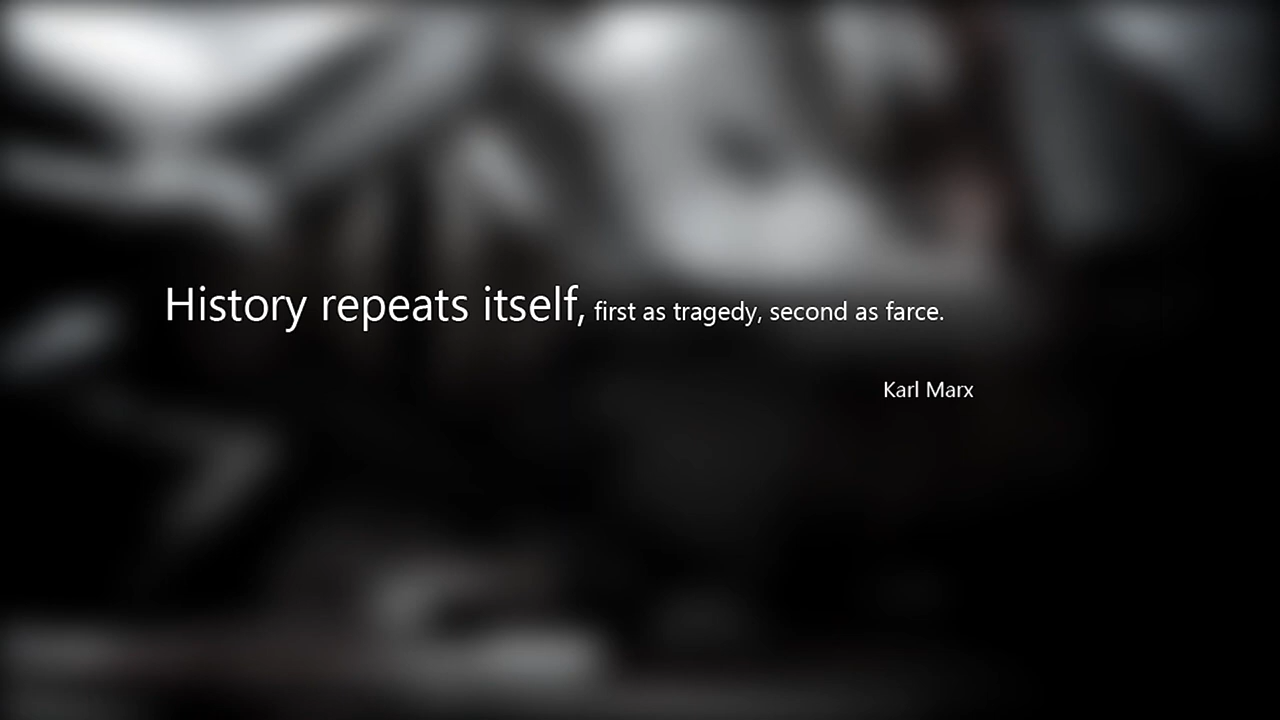 History repeats itself, first as tragedy, second as farce.
Karl Marx